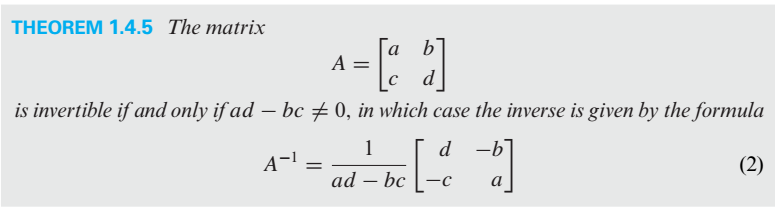 THEOREM 1.4.5 The matrix
A = [a b
c d]
is invertible if and only if ad − bc ≠ 0, in which case the inverse is given by the formula
A⁻¹ = 1/(ad − bc) [d −b
−c a] (2)